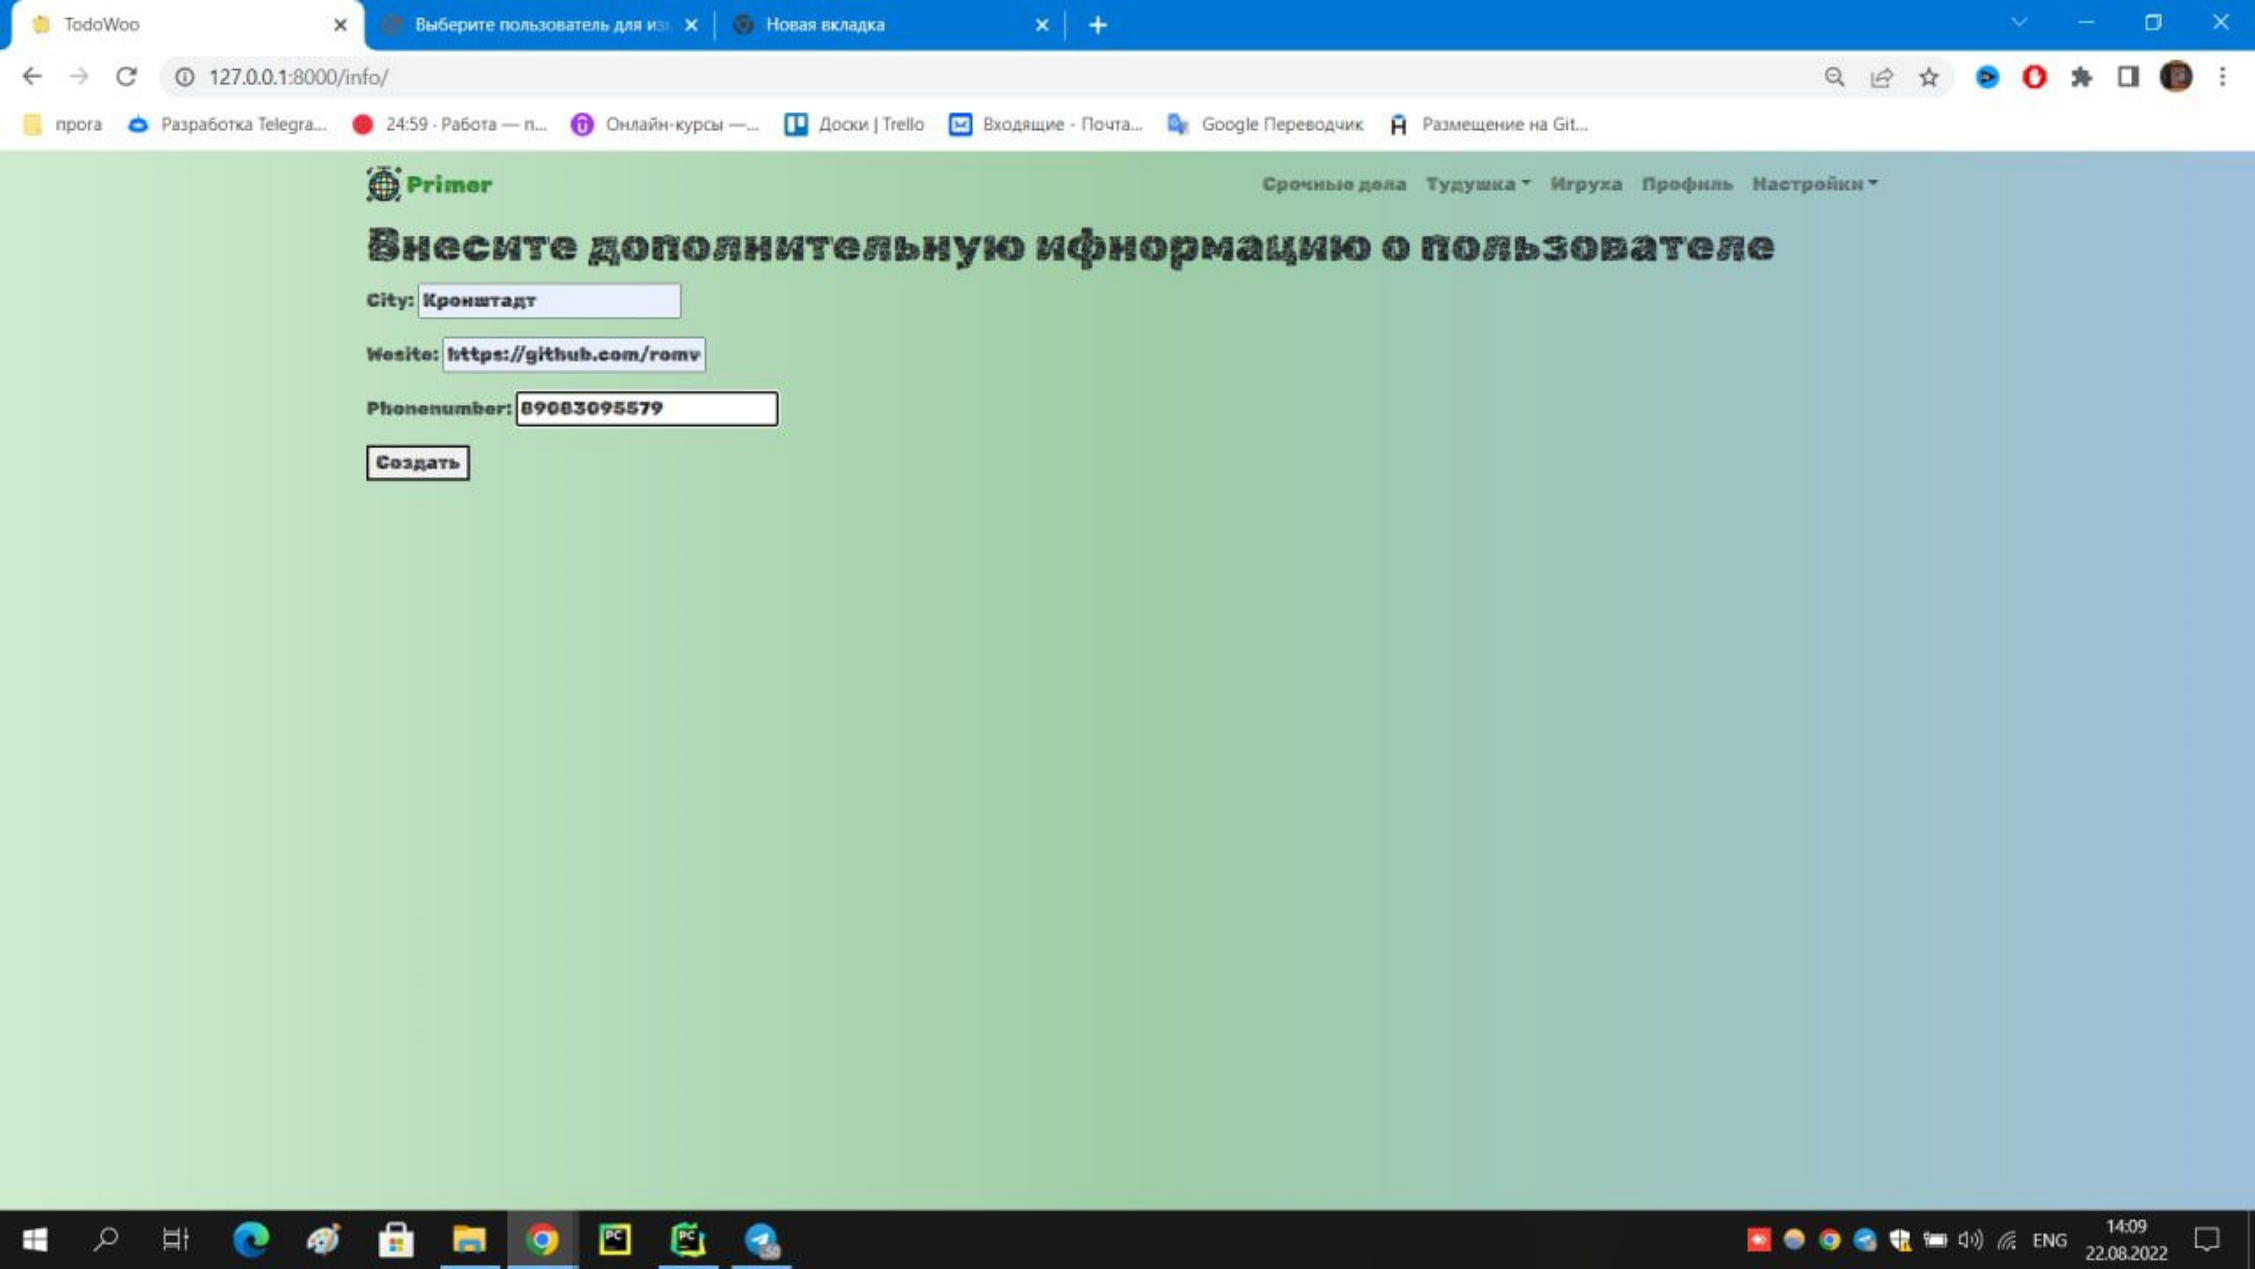 TodoWoo
Выберите пользователь для из
Новая вкладка
127.0.0.1:8000/info/
прога
Разработка Telegra...
24:59 - Работа — п...
Онлайн-курсы —...
Доски | Trello
Входящие - Почта...
Google Переводчик
Размещение на Git...
Primer
Срочные дела
Тудушка
Игруха
Профиль
Настройки
Внесите дополнительную ифнормацию о пользователе
City: Кронштадт
Wesite: https://github.com/romv
Phonenumber: 89083095579
Создать
ENG
14:09
22.08.2022